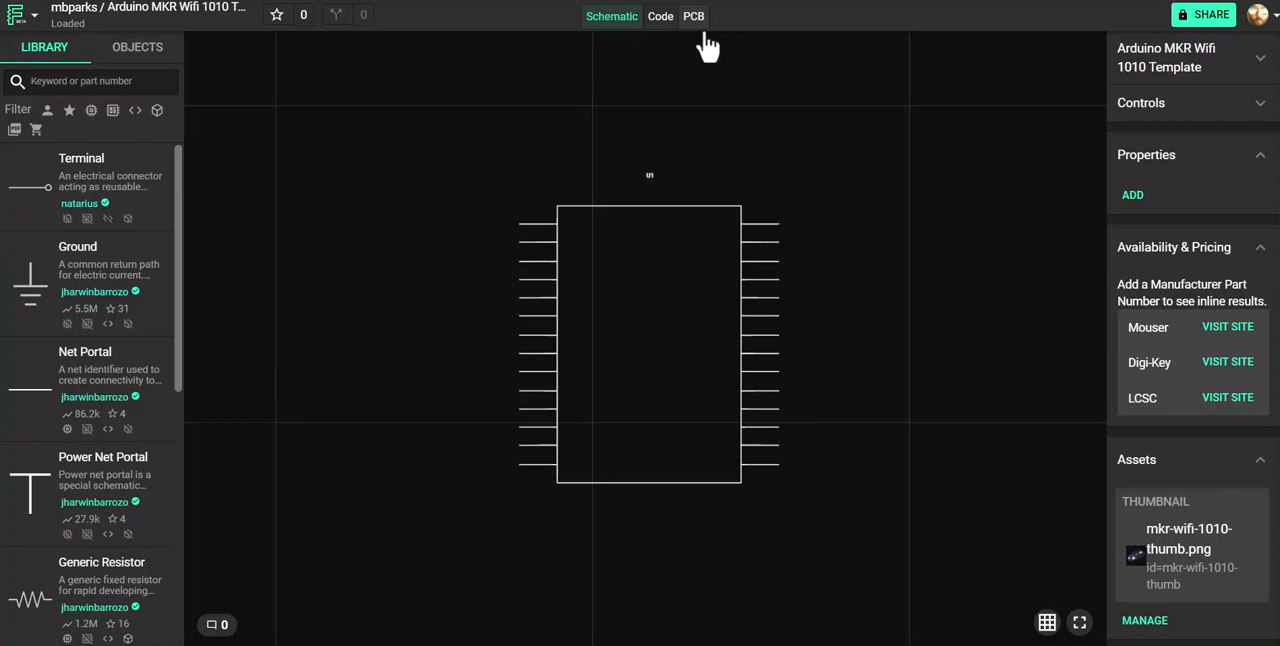 mbparks / Arduino MKR Wifi 1010 T...
BETA
Loaded
0
0
Schematic
Code
PCB
SHARE
LIBRARY
OBJECTS
Keyword or part number
Filter
Terminal
An electrical connector
acting as reusable...
natarius
Ground
A common return path
for electric current....
jharwinbarrozo
5.5M
31
Net Portal
A net identifier used to
create connectivity to...
jharwinbarrozo
86.2k
4
Power Net Portal
Power net portal is a
special schematic...
jharwinbarrozo
27.9k
4
Generic Resistor
A generic fixed resistor
for rapid developing...
jharwinbarrozo
1.2M
16
U1
0
Arduino MKR Wifi
1010 Template
Controls
Properties
ADD
Availability & Pricing
Add a Manufacturer Part
Number to see inline results.
Mouser
VISIT SITE
Digi-Key
VISIT SITE
LCSC
VISIT SITE
Assets
THUMBNAIL
mkr-wifi-1010-
thumb.png
id=mkr-wifi-1010-
thumb
MANAGE